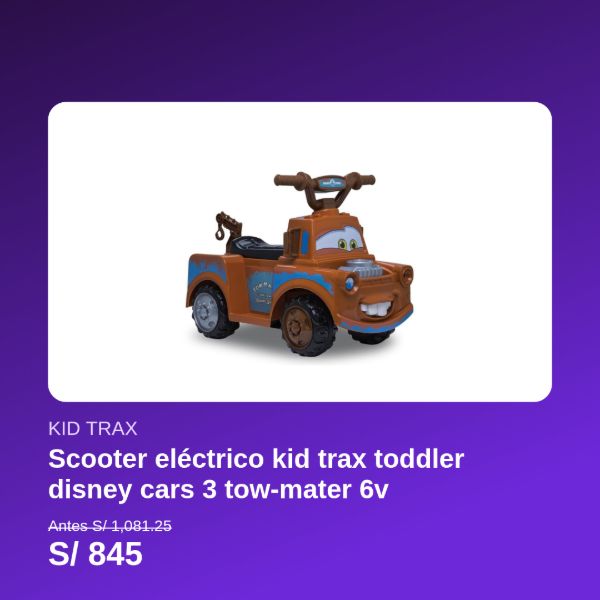 KID TRAX
Scooter eléctrico kid trax toddler
disney cars 3 tow-mater 6v
Antes S/ 1,081.25
S/ 845